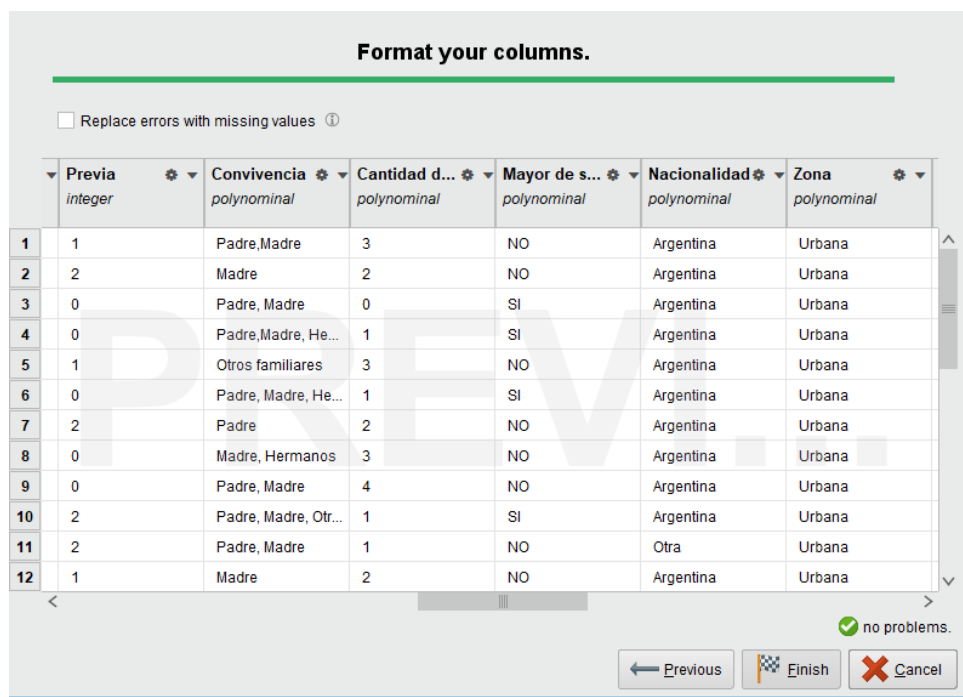 Format your columns.
Replace errors with missing values
Previa Convivencia Cantidad d... Mayor de s... Nacionalidad Zona
integer polynominal polynominal polynominal polynominal polynominal
1 1 Padre,Madre 3 NO Argentina Urbana
2 2 Madre 2 NO Argentina Urbana
3 0 Padre, Madre 0 SI Argentina Urbana
4 0 Padre,Madre, He... 1 SI Argentina Urbana
5 1 Otros familiares 3 NO Argentina Urbana
6 0 Padre, Madre, He... 1 SI Argentina Urbana
7 2 Padre 2 NO Argentina Urbana
8 0 Madre, Hermanos 3 NO Argentina Urbana
9 0 Padre, Madre 4 NO Argentina Urbana
10 2 Padre, Madre, Otr... 1 SI Argentina Urbana
11 2 Padre, Madre 1 NO Otra Urbana
12 1 Madre 2 NO Argentina Urbana
PREVI...
no problems.
Previous Finish Cancel